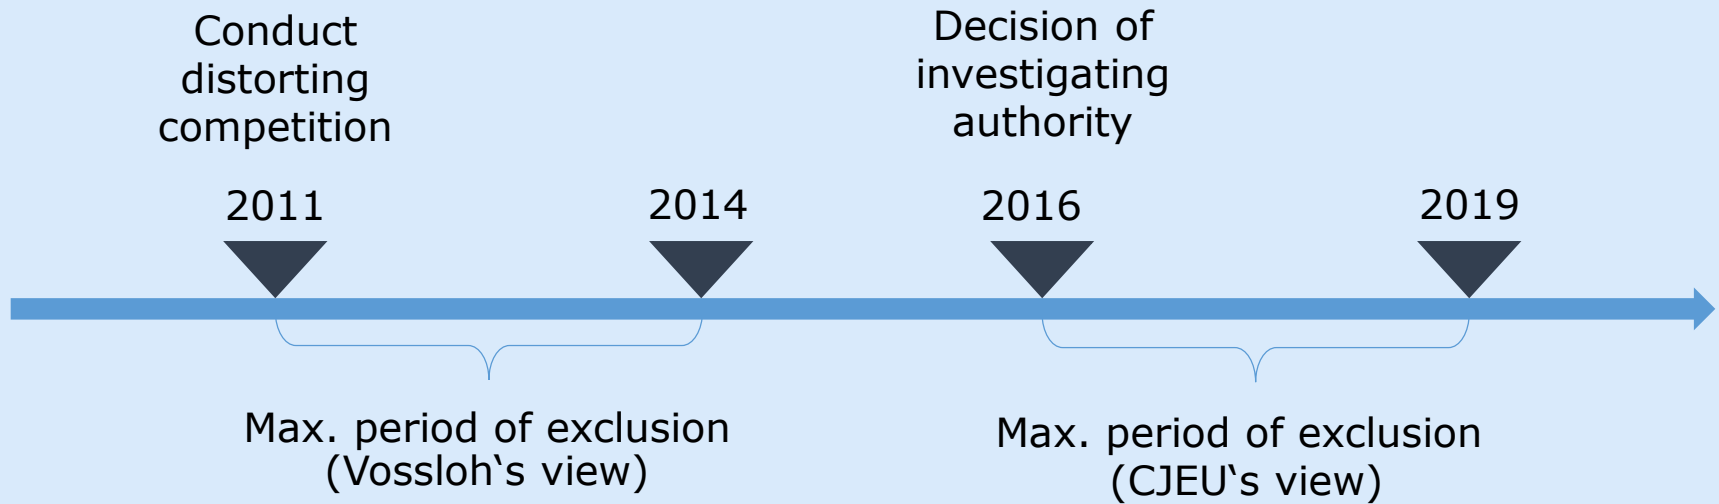 Conduct
distorting
competition
Decision of
investigating
authority
2011
2014
2016
2019
Max. period of exclusion
(Vossloh‘s view)
Max. period of exclusion
(CJEU‘s view)